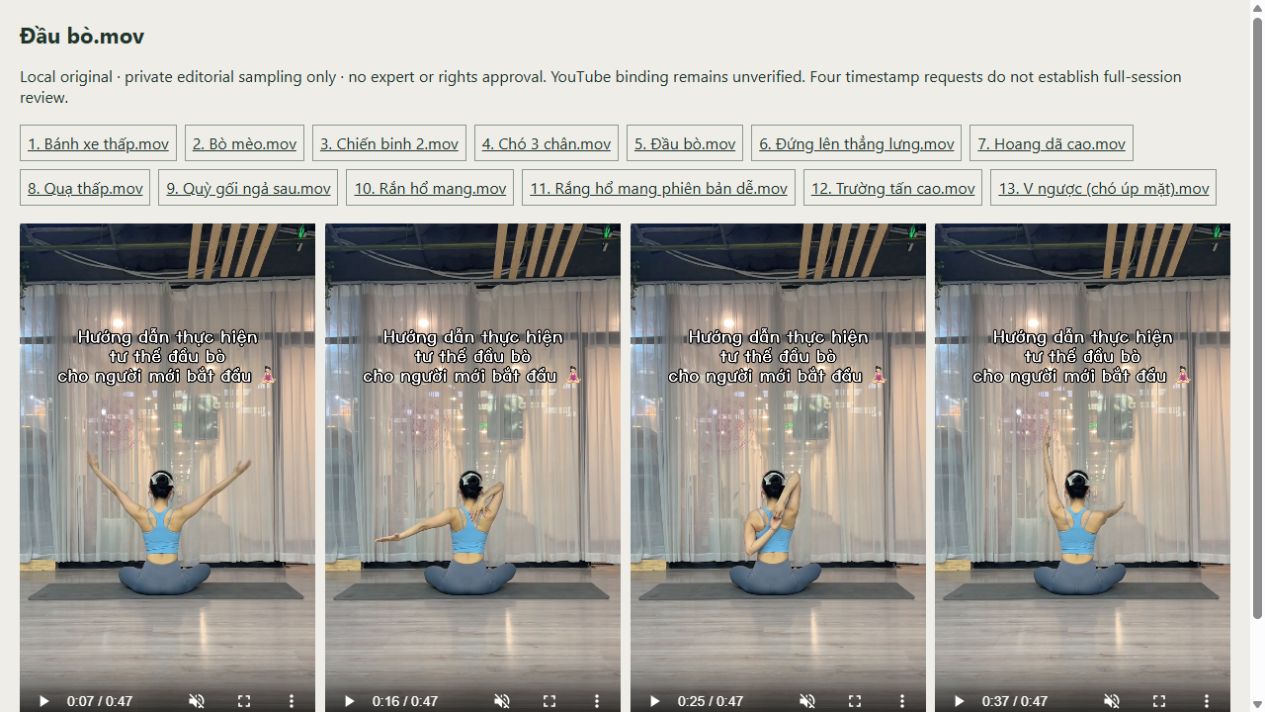 Đầu bò.mov
Local original · private editorial sampling only · no expert or rights approval. YouTube binding remains unverified. Four timestamp requests do not establish full-session
review.
1. Bánh xe thấp.mov
2. Bò mèo.mov
3. Chiến binh 2.mov
4. Chó 3 chân.mov
5. Đầu bò.mov
6. Đứng lên thẳng lưng.mov
7. Hoang dã cao.mov
8. Quạ thấp.mov
9. Quỳ gối ngả sau.mov
10. Rắn hổ mang.mov
11. Rắng hổ mang phiên bản dễ.mov
12. Trường tấn cao.mov
13. V ngược (chó úp mặt).mov
Hướng dẫn thực hiện
tư thế đầu bò
cho người mới bắt đầu
0:07 / 0:47
Hướng dẫn thực hiện
tư thế đầu bò
cho người mới bắt đầu
0:16 / 0:47
Hướng dẫn thực hiện
tư thế đầu bò
cho người mới bắt đầu
0:25 / 0:47
Hướng dẫn thực hiện
tư thế đầu bò
cho người mới bắt đầu
0:37 / 0:47